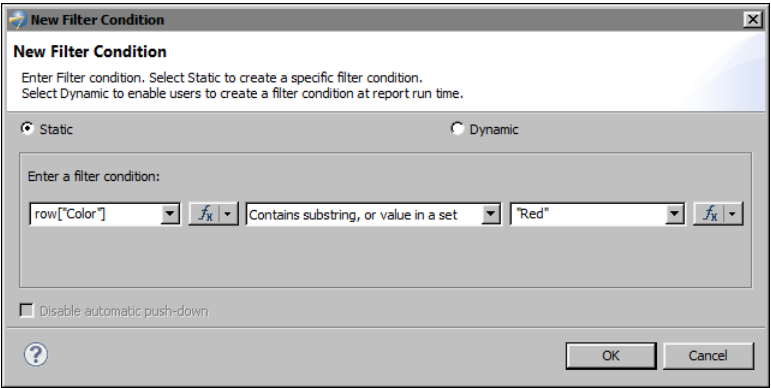 New Filter Condition
New Filter Condition
Enter Filter condition. Select Static to create a specific filter condition.
Select Dynamic to enable users to create a filter condition at report run time.
Static
Dynamic
Enter a filter condition:
row["Color"]
fx
Contains substring, or value in a set
"Red"
fx
Disable automatic push-down
?
OK
Cancel